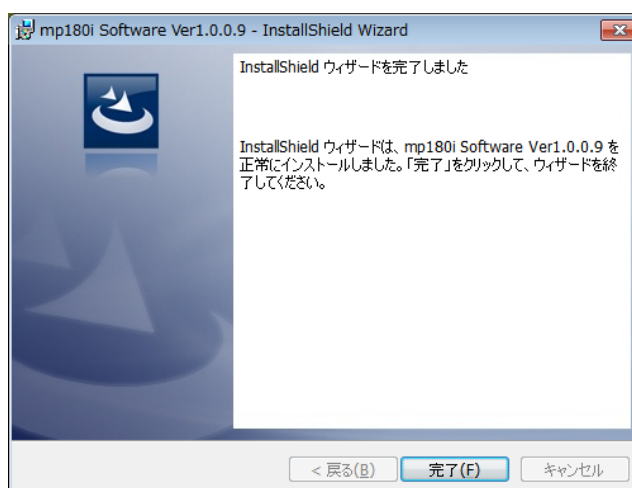 mp180i Software Ver1.0.0.9 - InstallShield Wizard
InstallShield ウィザードを完了しました
InstallShield ウィザードは、mp180i Software Ver1.0.0.9 を
正常にインストールしました。「完了」をクリックして、ウィザードを終
了してください。
< 戻る(B) 完了(F) キャンセル